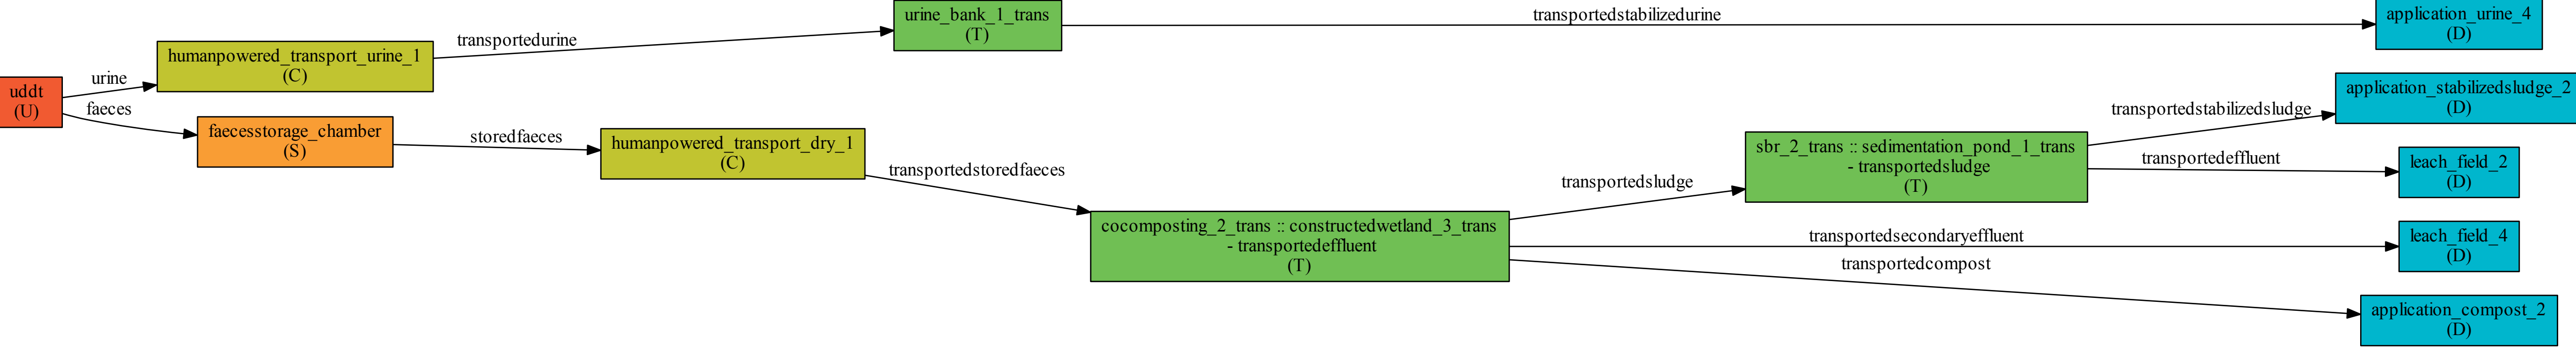 uddt
(U)
urine
faeces
humanpowered_transport_urine_1
(C)
faecesstorage_chamber
(S)
transportedurine
storedfaeces
humanpowered_transport_dry_1
(C)
urine_bank_1_trans
(T)
transportedstoredfaeces
cocomposting_2_trans :: constructedwetland_3_trans
- transportedeffluent
(T)
transportedstabilizedurine
transportedsludge
sbr_2_trans :: sedimentation_pond_1_trans
- transportedsludge
(T)
transportedsecondaryeffluent
transportedcompost
transportedstabilizedsludge
transportedeffluent
application_urine_4
(D)
application_stabilizedsludge_2
(D)
leach_field_2
(D)
leach_field_4
(D)
application_compost_2
(D)